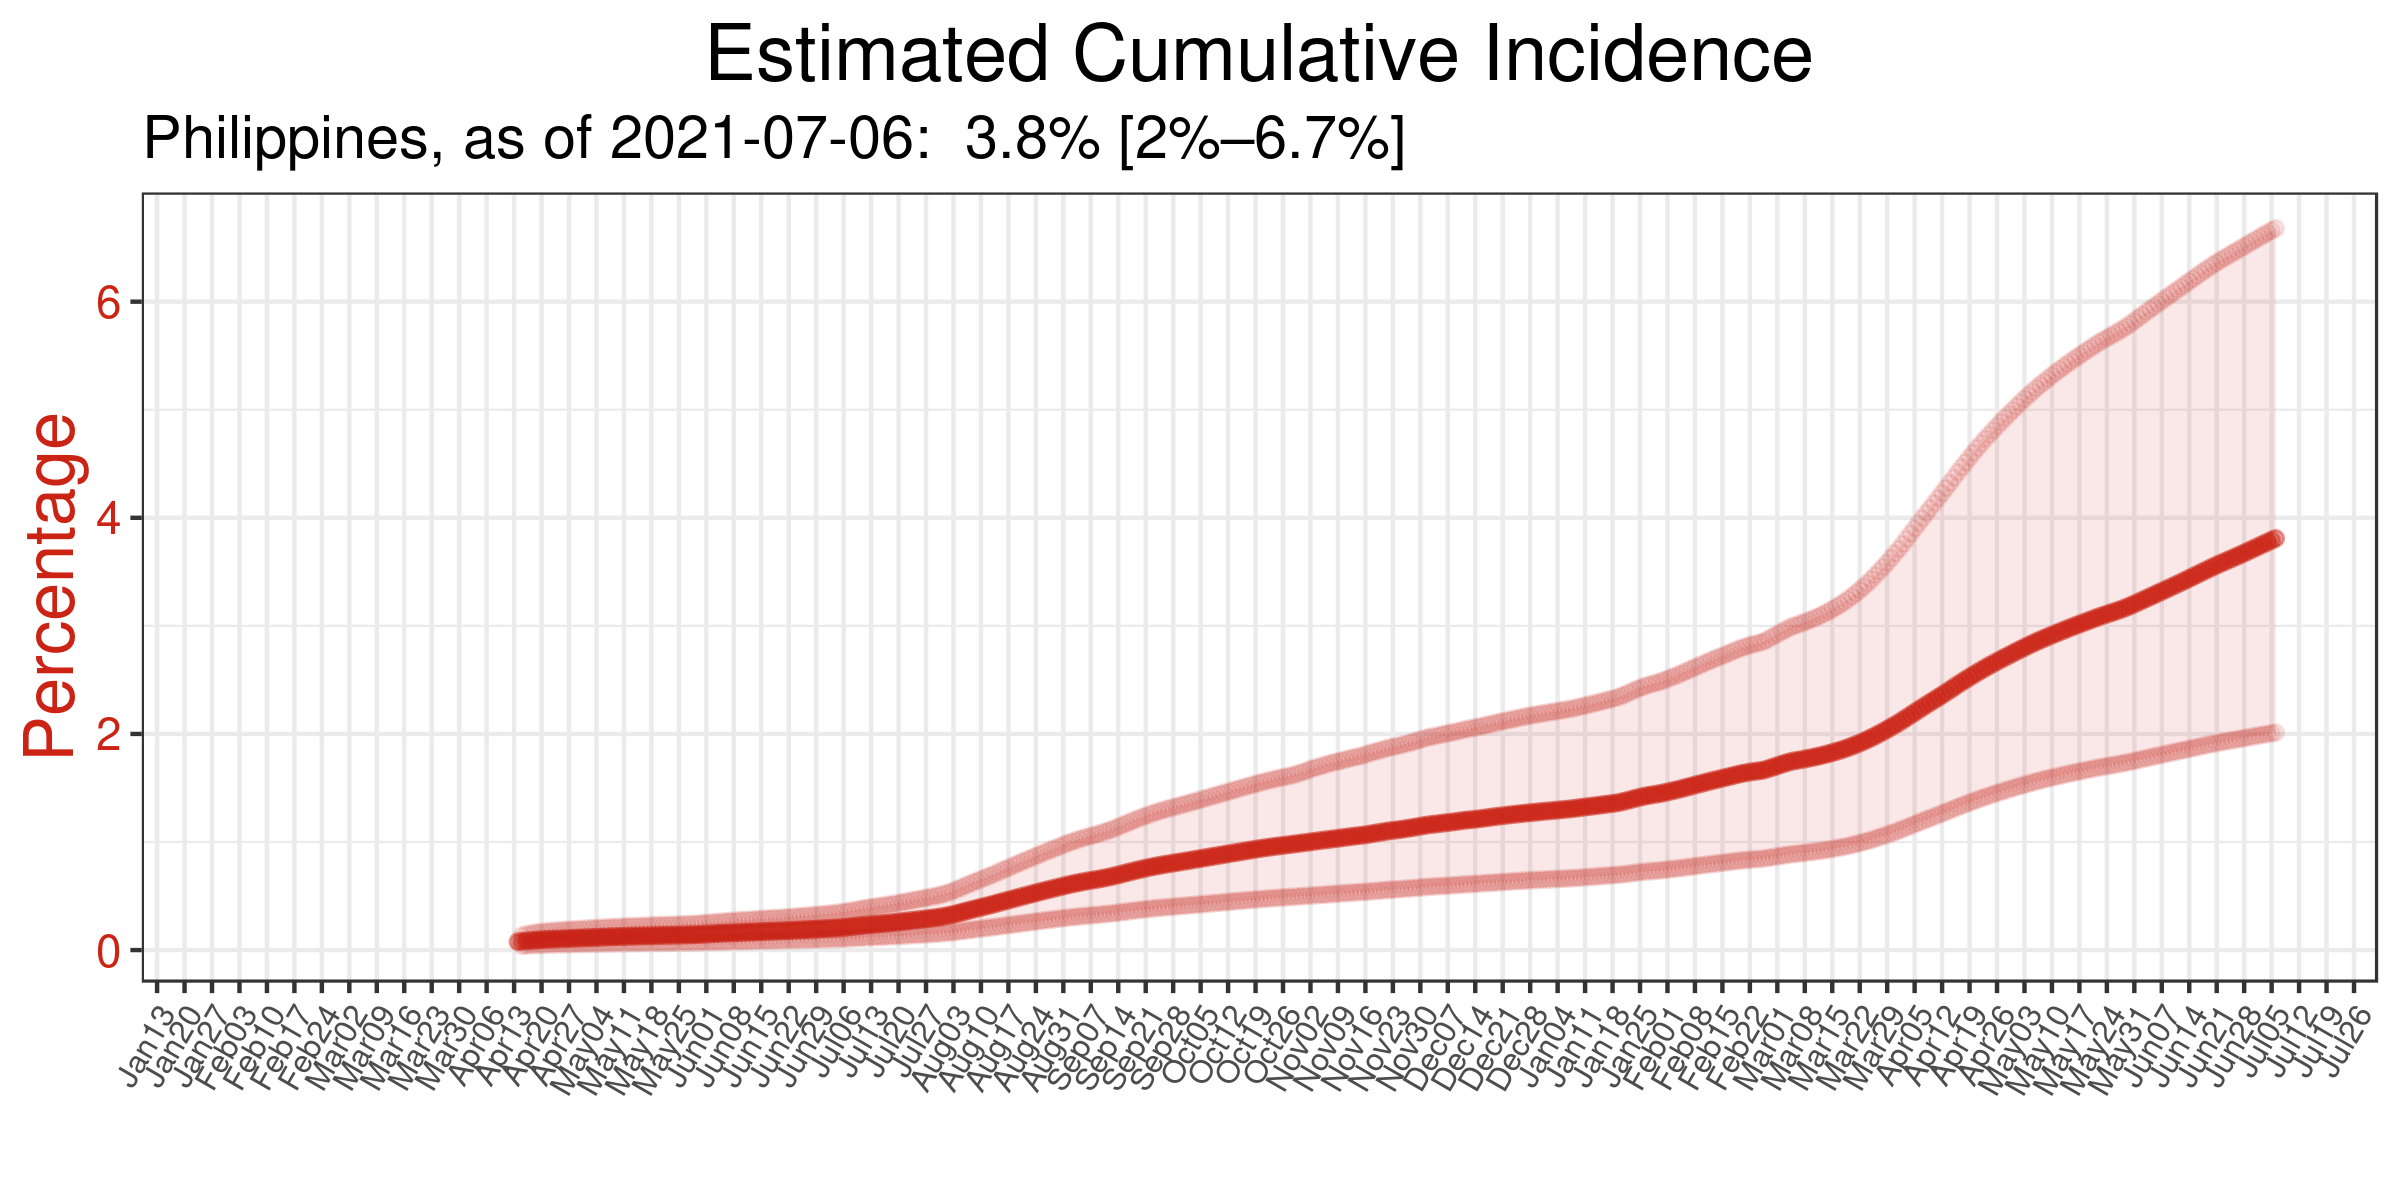 Estimated Cumulative Incidence
Philippines, as of 2021-07-06:  3.8% [2%–6.7%]
Percentage
6
4
2
0
Jan13
Jan20
Jan27
Feb03
Feb10
Feb17
Feb24
Mar02
Mar09
Mar16
Mar23
Mar30
Apr06
Apr13
Apr20
Apr27
May04
May11
May18
May25
Jun01
Jun08
Jun15
Jun22
Jun29
Jul06
Jul13
Jul20
Jul27
Aug03
Aug10
Aug17
Aug24
Aug31
Sep07
Sep14
Sep21
Sep28
Oct05
Oct12
Oct19
Oct26
Nov02
Nov09
Nov16
Nov23
Nov30
Dec07
Dec14
Dec21
Dec28
Jan04
Jan11
Jan18
Jan25
Feb01
Feb08
Feb15
Feb22
Mar01
Mar08
Mar15
Mar22
Mar29
Apr05
Apr12
Apr19
Apr26
May03
May10
May17
May24
May31
Jun07
Jun14
Jun21
Jun28
Jul05
Jul12
Jul19
Jul26